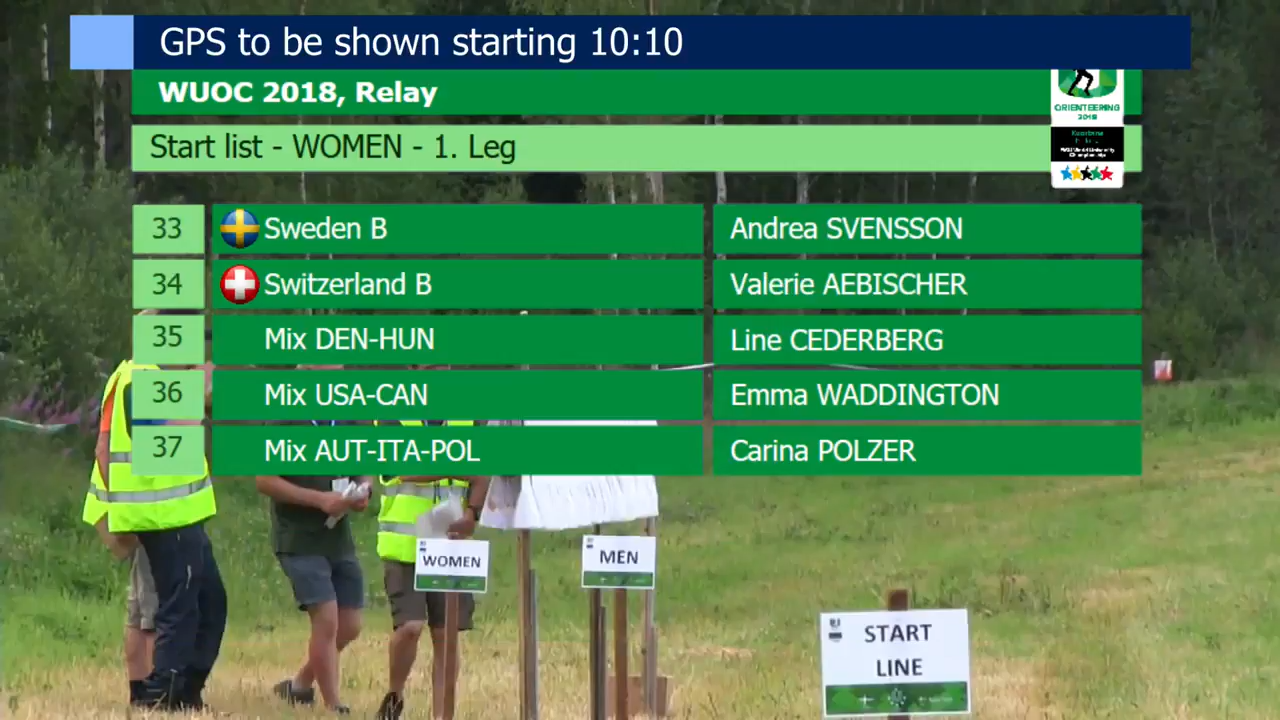 GPS to be shown starting 10:10
WUOC 2018, Relay
ORIENTEERING
2018
Start list - WOMEN - 1. Leg
33 Sweden B Andrea SVENSSON
34 Switzerland B Valerie AEBISCHER
35 Mix DEN-HUN Line CEDERBERG
36 Mix USA-CAN Emma WADDINGTON
37 Mix AUT-ITA-POL Carina POLZER
WOMEN
MEN
START
LINE